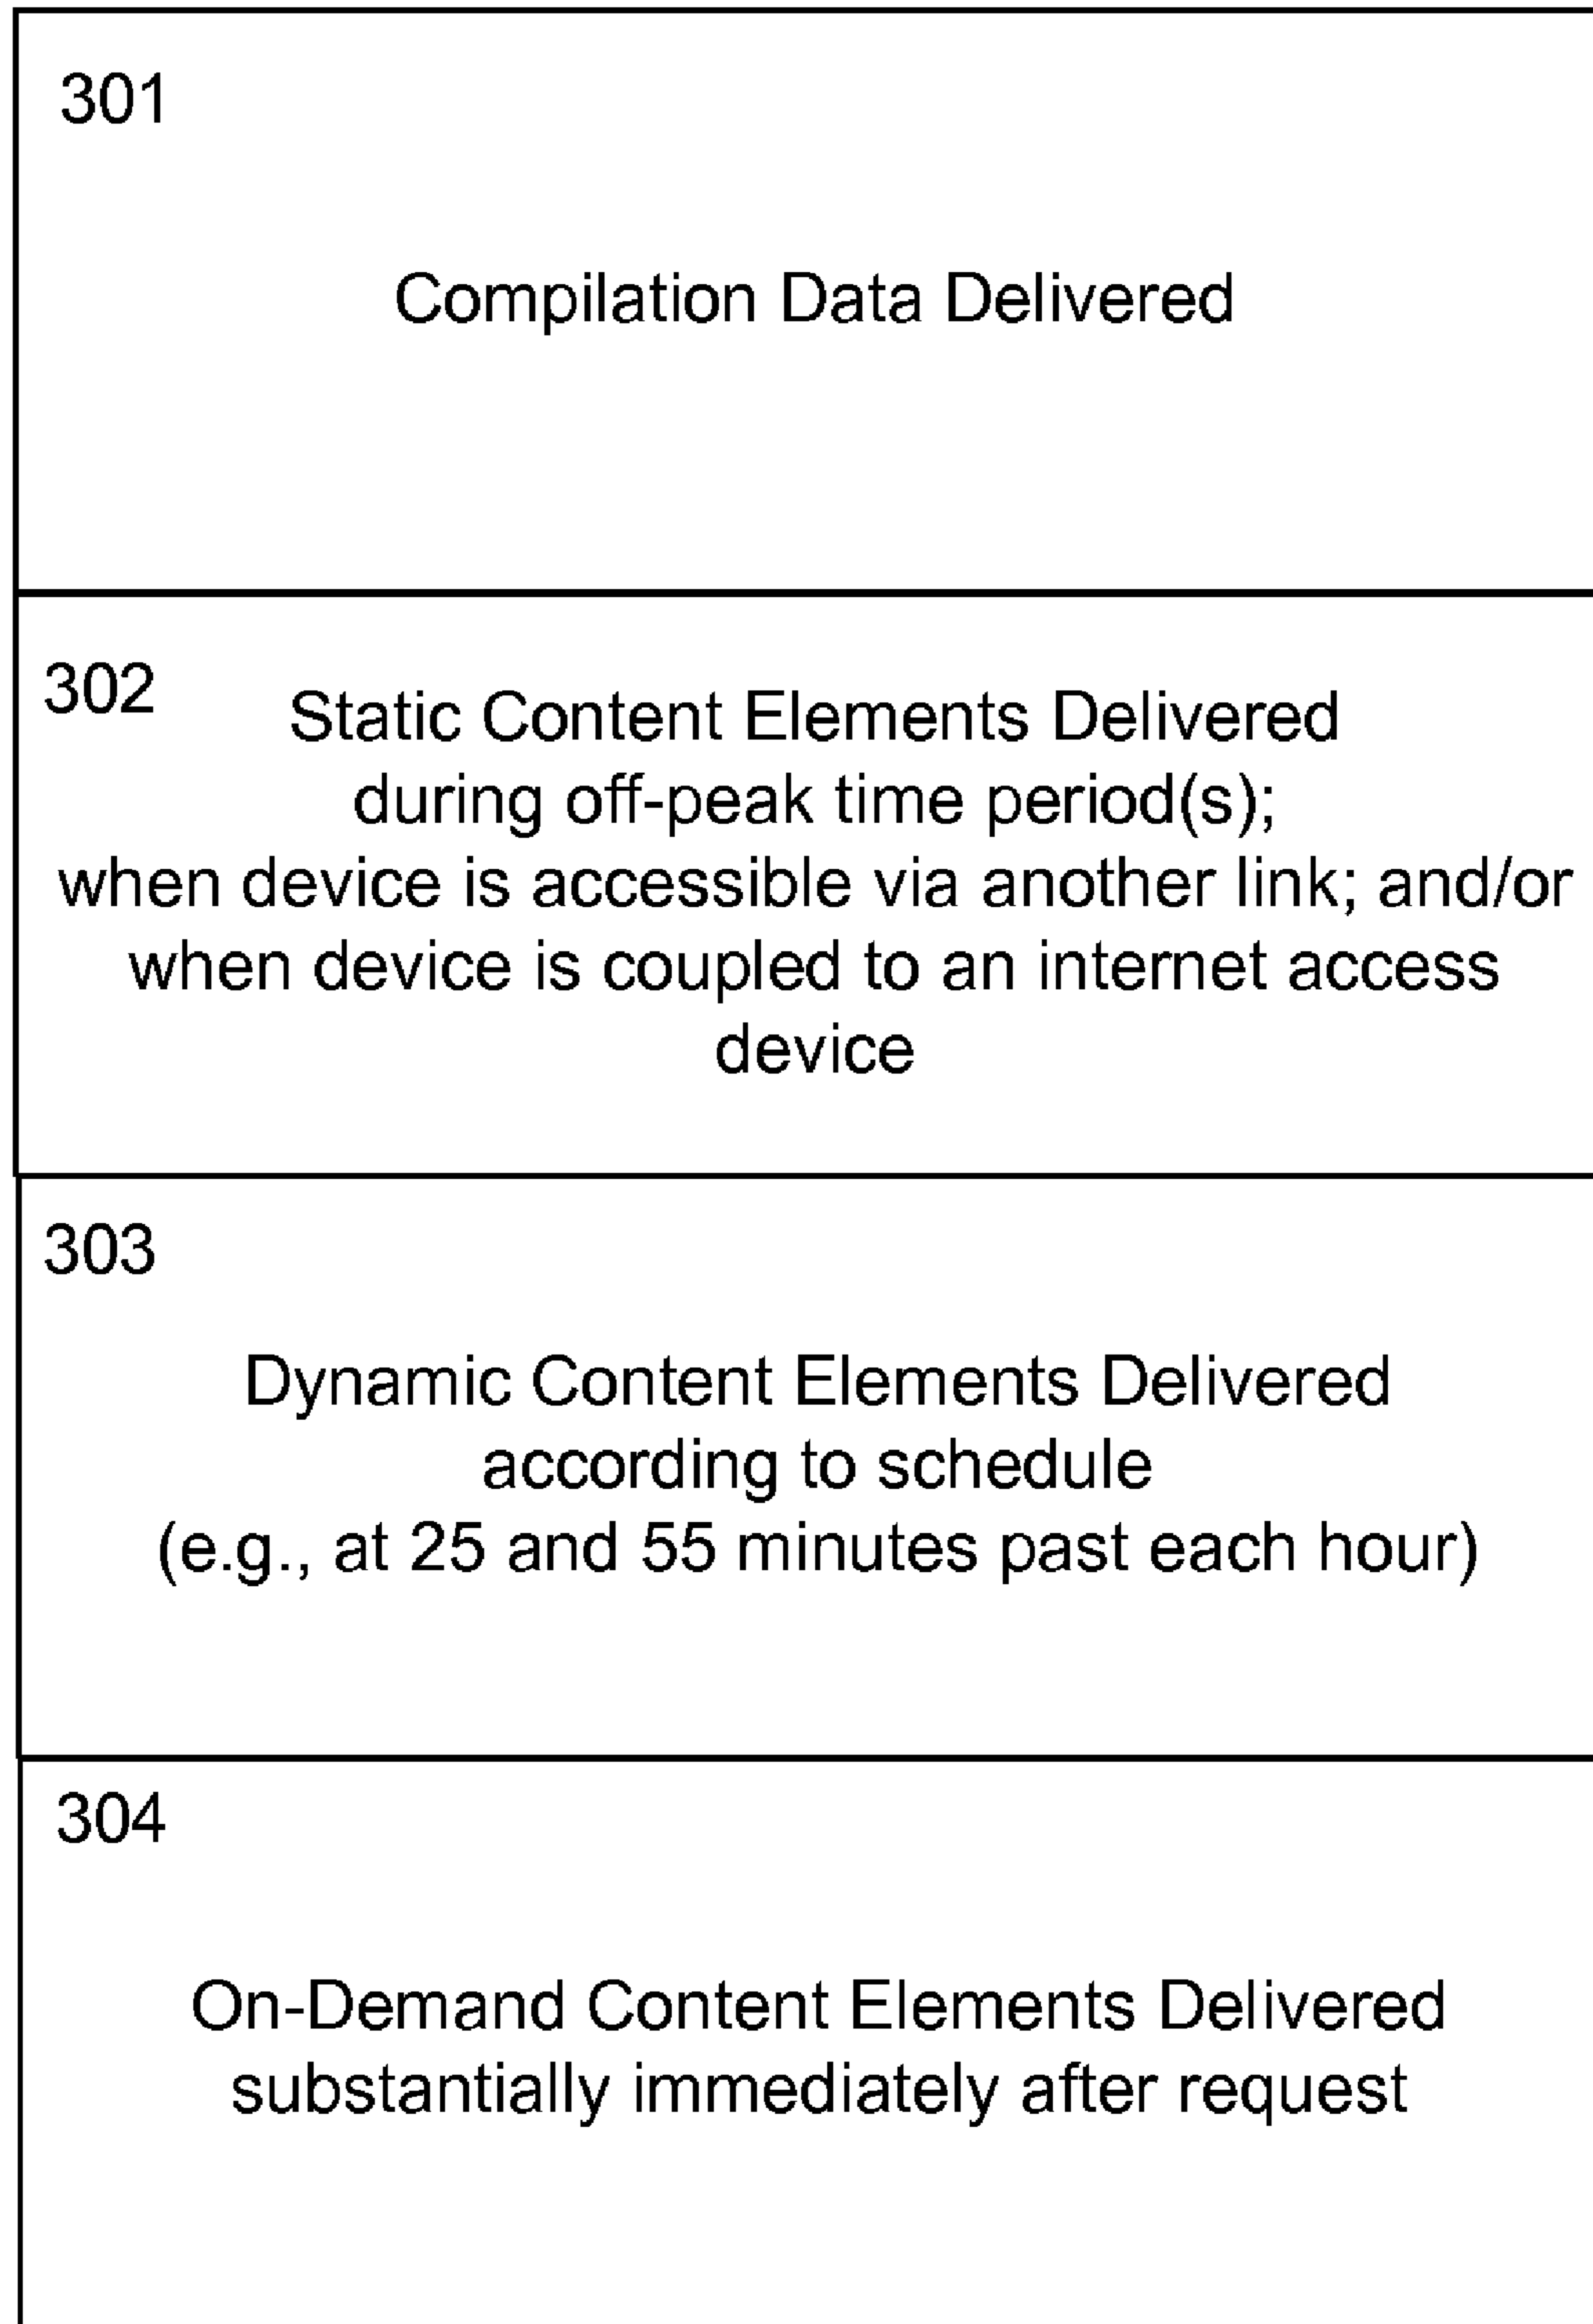 301
Compilation Data Delivered
302
Static Content Elements Delivered
during off-peak time period(s);
when device is accessible via another link; and/or
when device is coupled to an internet access
device
303
Dynamic Content Elements Delivered
according to schedule
(e.g., at 25 and 55 minutes past each hour)
304
On-Demand Content Elements Delivered
substantially immediately after request